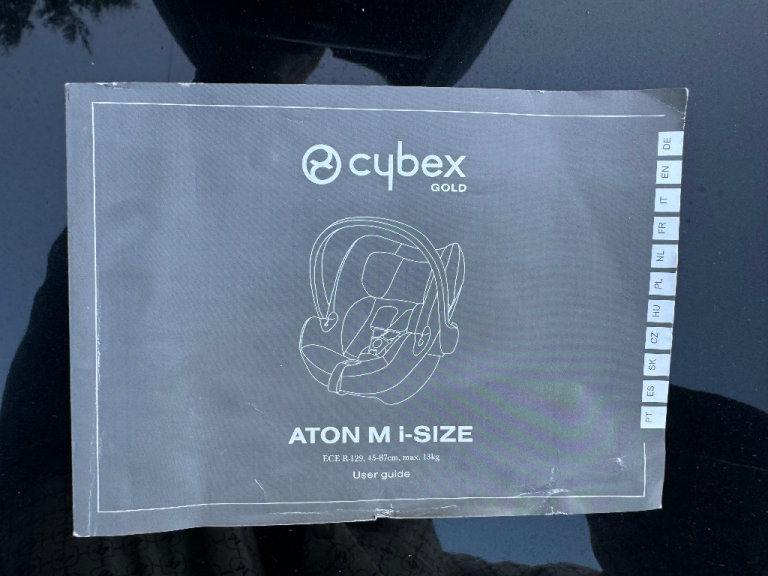 cybex
GOLD
ATON M i-SIZE
ECE R-129, 45-87cm, max. 13kg
User guide
DE
EN
IT
FR
NL
PL
HU
CZ
SK
ES
PT